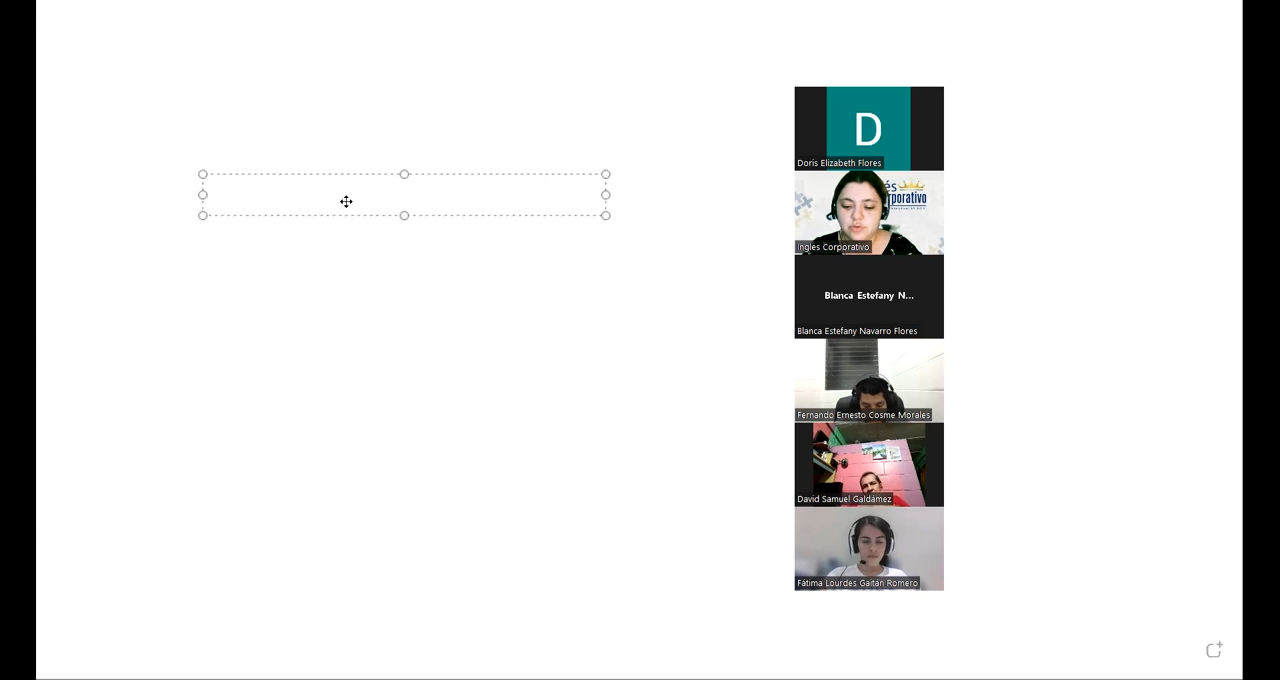 D
Doris Elizabeth Flores
Ingles Corporativo
Blanca Estefany N...
Blanca Estefany Navarro Flores
Fernando Ernesto Cosme Morales
David Samuel Galdámez
Fátima Lourdes Gaitán Romero